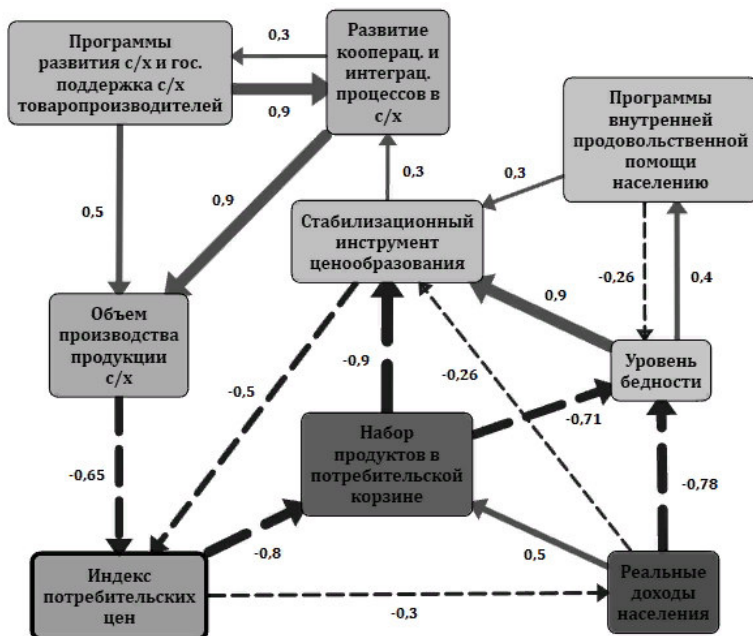 Программы
развития с/х и гос.
поддержка с/х
товаропроизводителей
0,3
0,9
Развитие
кооперац. и
интеграц.
процессов в
с/х
Программы
внутренней
продовольственной
помощи
населению
0,5
0,9
0,3
0,3
Стабилизационный
инструмент
ценообразования
-0,26
0,4
Объем
производства
продукции
с/х
0,9
Уровень
бедности
-0,5
-0,9
-0,26
-0,71
Набор
продуктов в
потребительской
корзине
-0,65
-0,78
-0,8
0,5
Индекс
потребительских
цен
-0,3
Реальные
доходы
населения